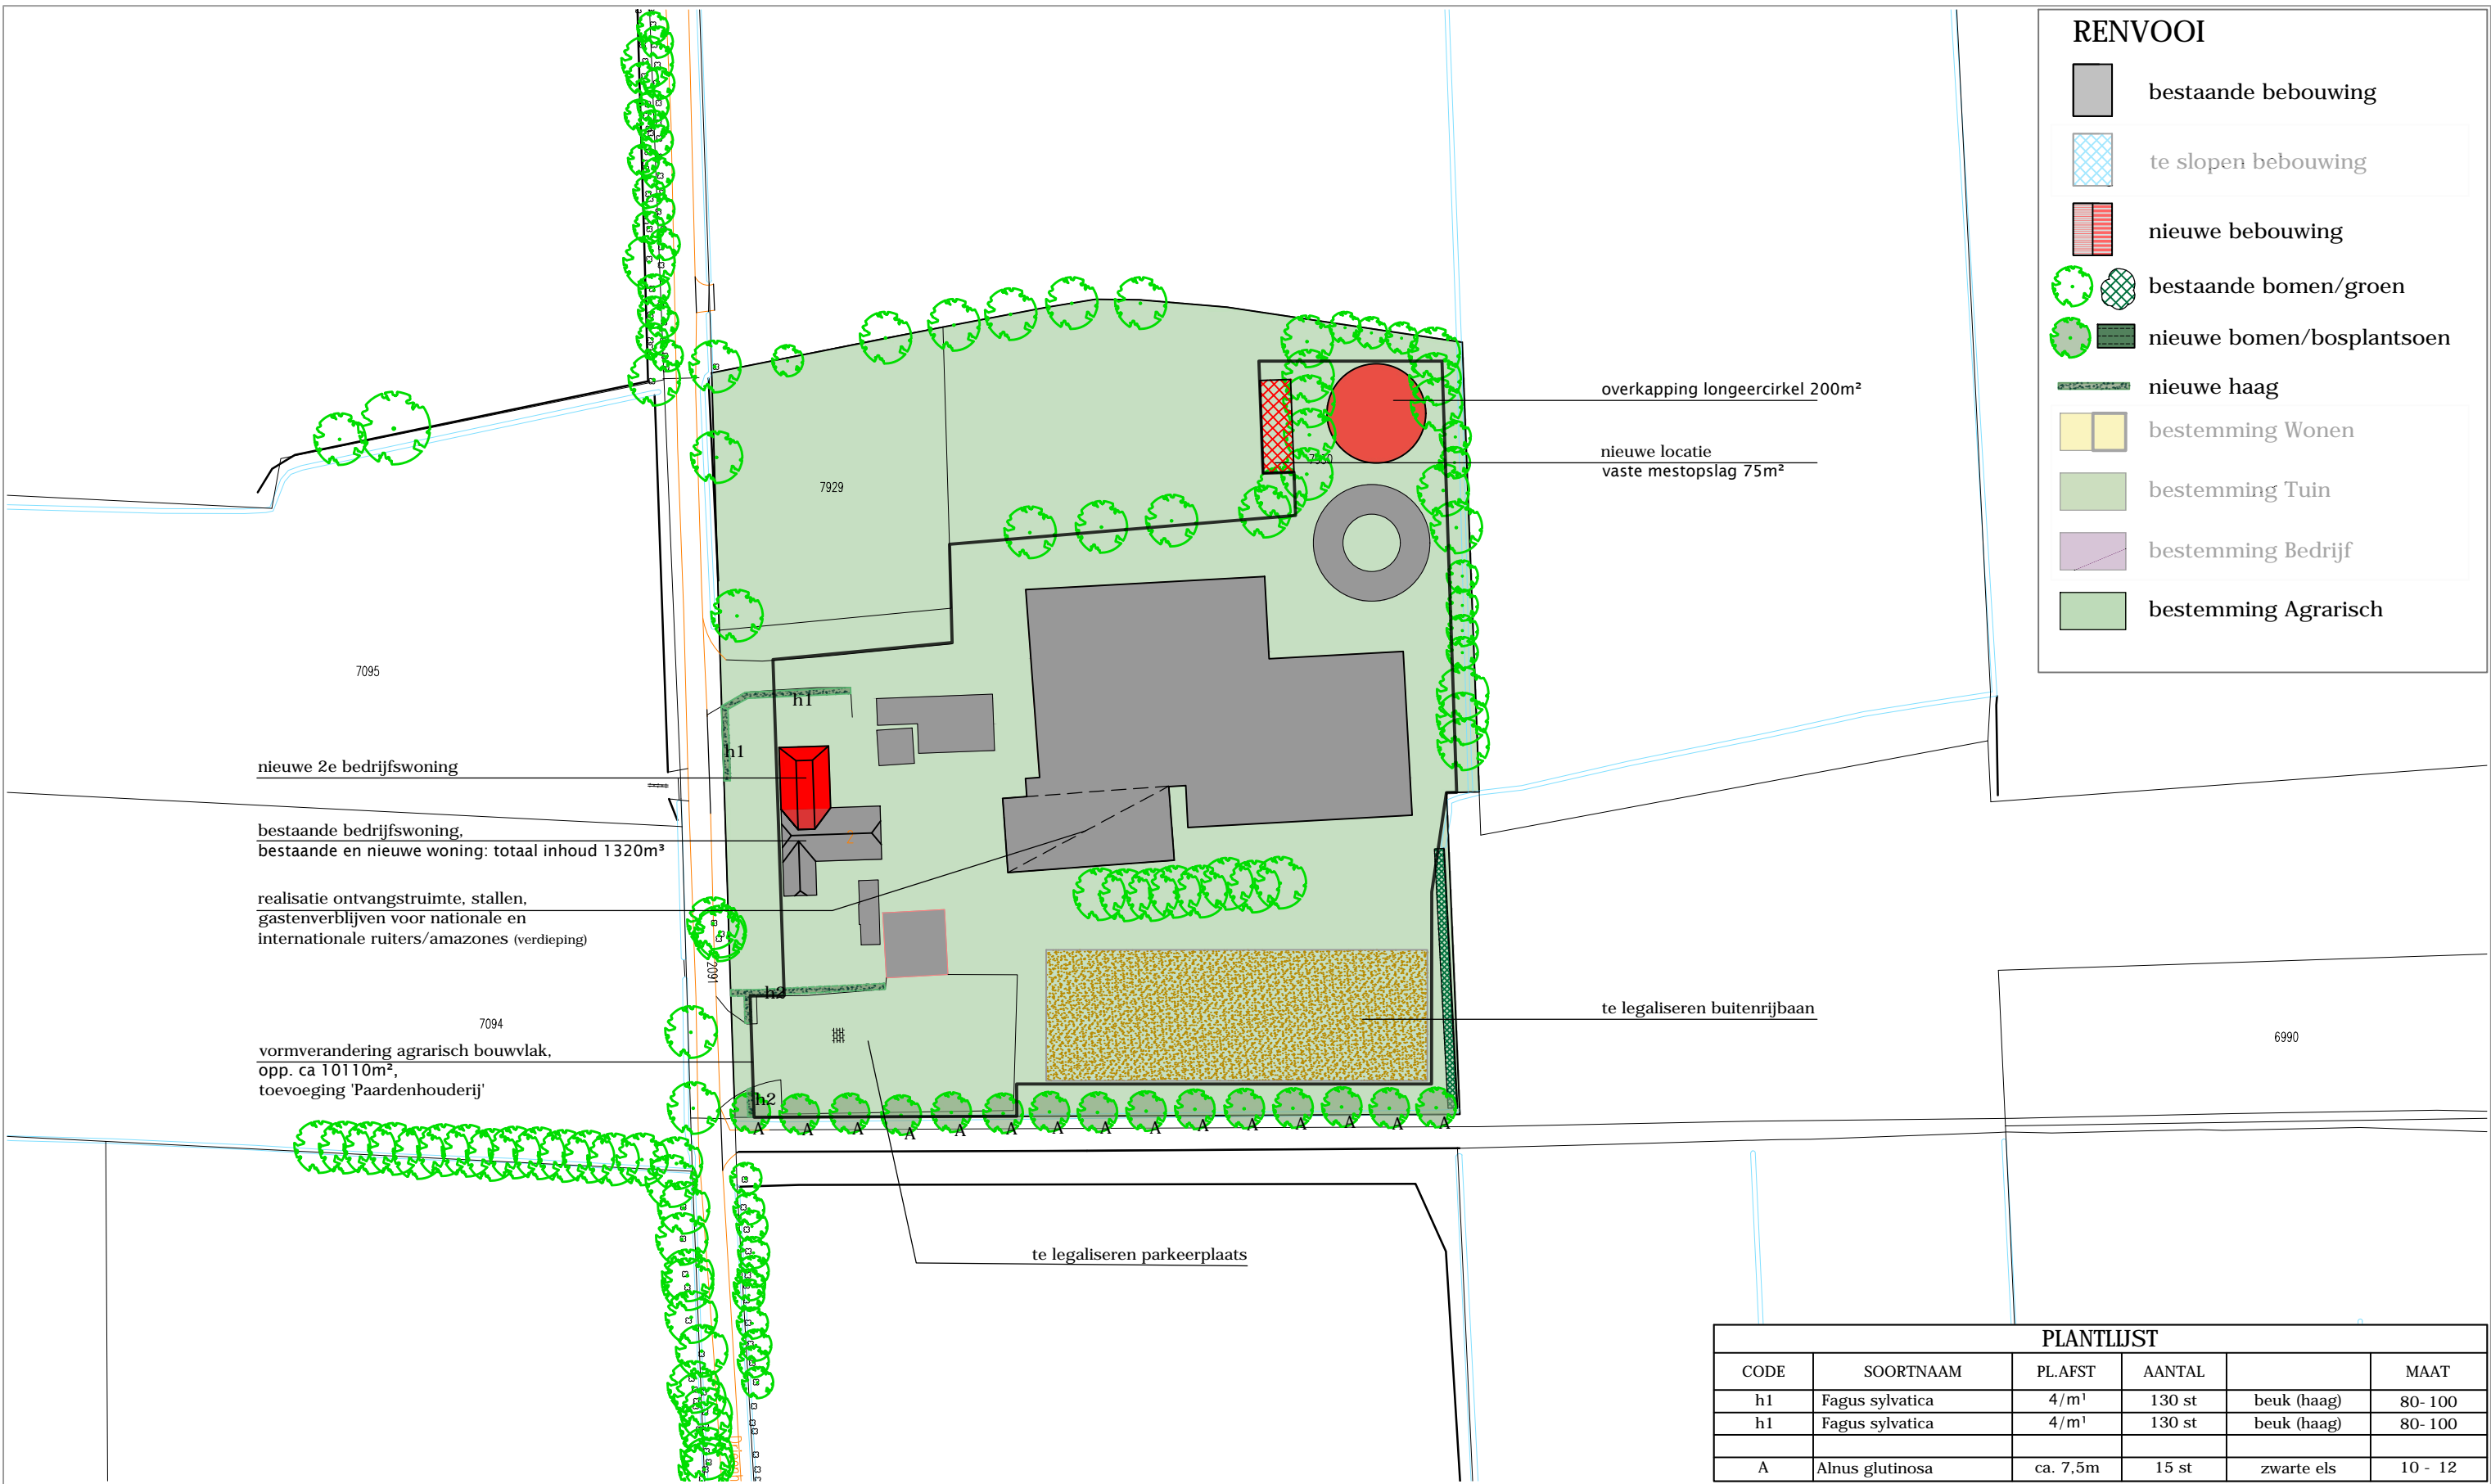 RENVOOI
bestaande bebouwing
te slopen bebouwing
nieuwe bebouwing
bestaande bomen/groen
nieuwe bomen/bosplantsoen
nieuwe haag
bestemming Wonen
bestemming Tuin
bestemming Bedrijf
bestemming Agrarisch
overkapping longeercirkel 200m²
nieuwe locatie
vaste mestopslag 75m²
7930
7929
7095
h1
h1
nieuwe 2e bedrijfswoning
bestaande bedrijfswoning,
bestaande en nieuwe woning: totaal inhoud 1320m³
realisatie ontvangstruimte, stallen,
gastenverblijven voor nationale en
internationale ruiters/amazones (verdieping)
2091
h2
7094
vormverandering agrarisch bouwvlak,
opp. ca 10110m²,
toevoeging 'Paardenhouderij'
te legaliseren buitenrijbaan
6990
h2
A A A A A A A A A A A A A A A
te legaliseren parkeerplaats
PLANTLIJST
CODE SOORTNAAM PL.AFST AANTAL MAAT
h1 Fagus sylvatica 4/m¹ 130 st beuk (haag) 80-100
h1 Fagus sylvatica 4/m¹ 130 st beuk (haag) 80-100
A Alnus glutinosa ca. 7,5m 15 st zwarte els 10 - 12